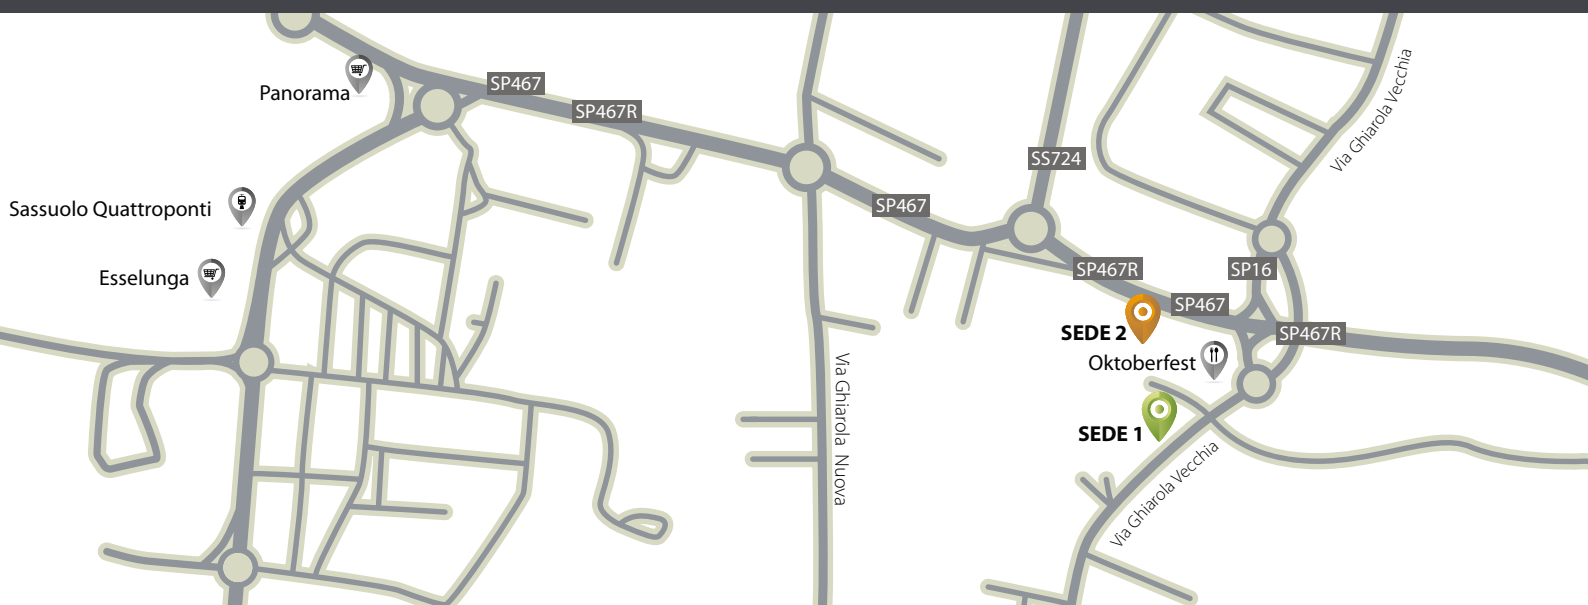 SP467
Panorama
SP467R
Via Ghiarola Vecchia
SS724
Sassuolo Quattroponti
SP467
Esselunga
SP467R
SP16
SP467
SEDE 2
SP467R
Oktoberfest
Via Ghiarola Nuova
SEDE 1
Via Ghiarola Vecchia